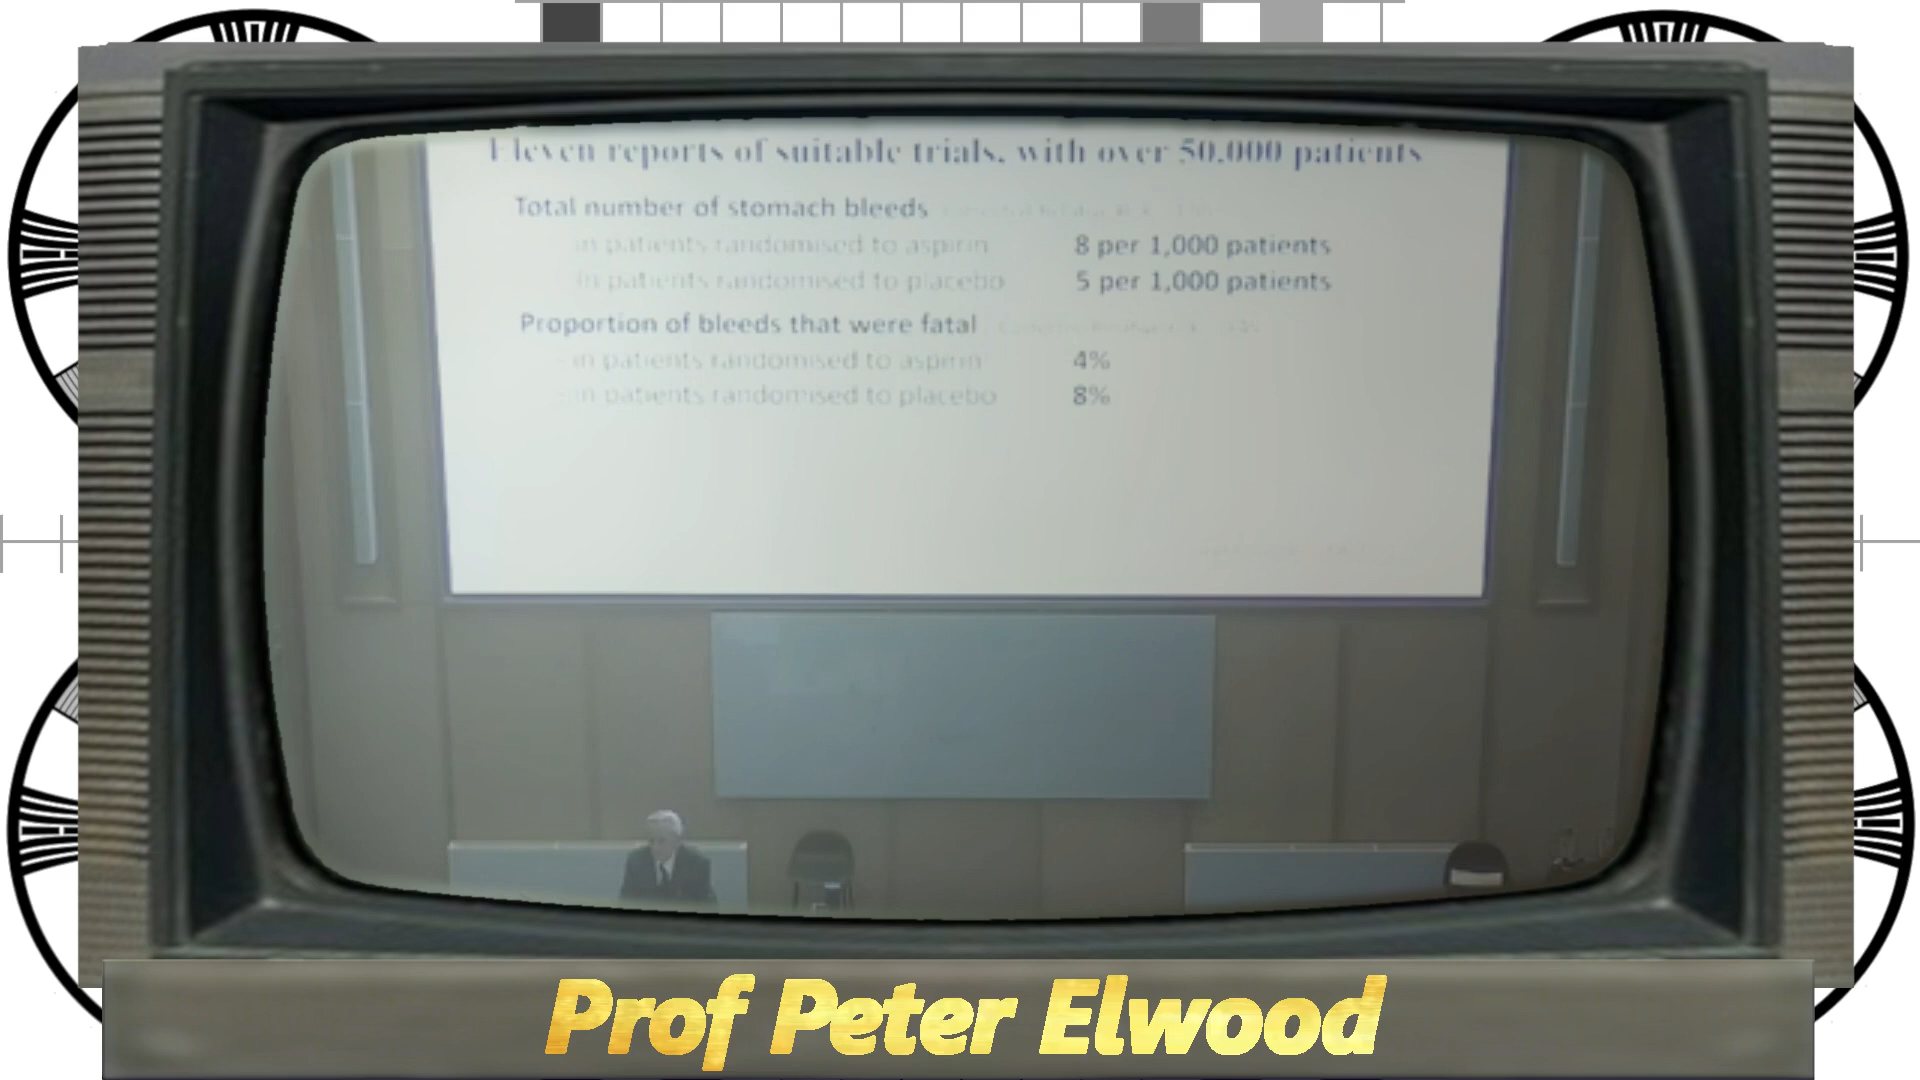 Eleven reports of suitable trials, with over 50,000 patients
Total number of stomach bleeds
in patients randomised to aspirin 8 per 1,000 patients
in patients randomised to placebo 5 per 1,000 patients
Proportion of bleeds that were fatal
- in patients randomised to aspirin 4%
- in patients randomised to placebo 8%
Prof Peter Elwood